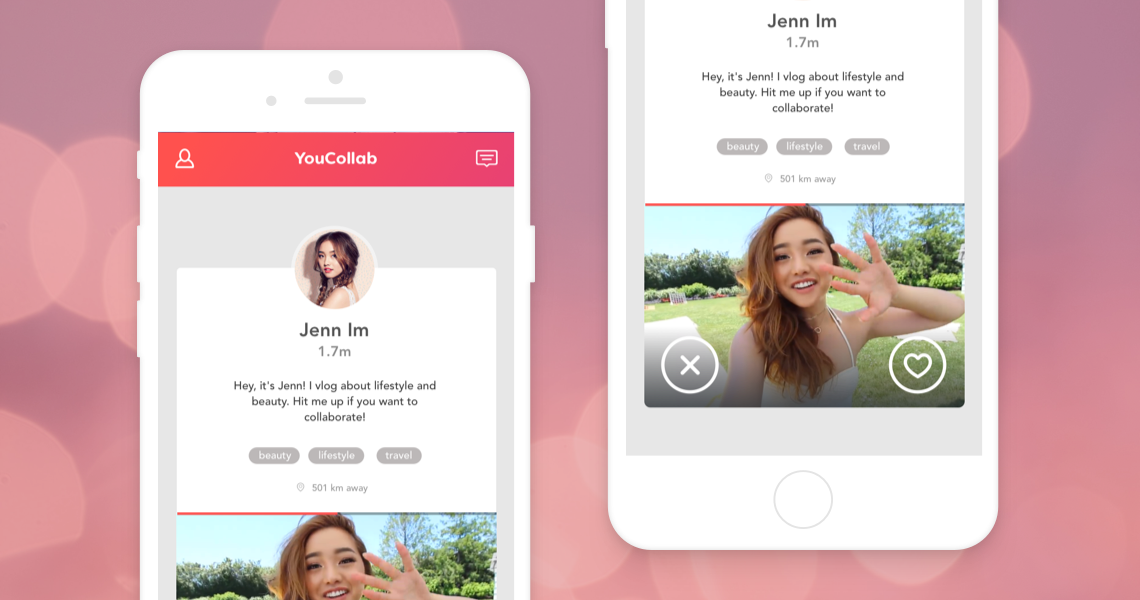 YouCollab
Jenn Im
1.7m
Hey, it's Jenn! I vlog about lifestyle and
beauty. Hit me up if you want to
collaborate!
beauty lifestyle travel
501 km away
Jenn Im
1.7m
Hey, it's Jenn! I vlog about lifestyle and
beauty. Hit me up if you want to
collaborate!
beauty lifestyle travel
501 km away